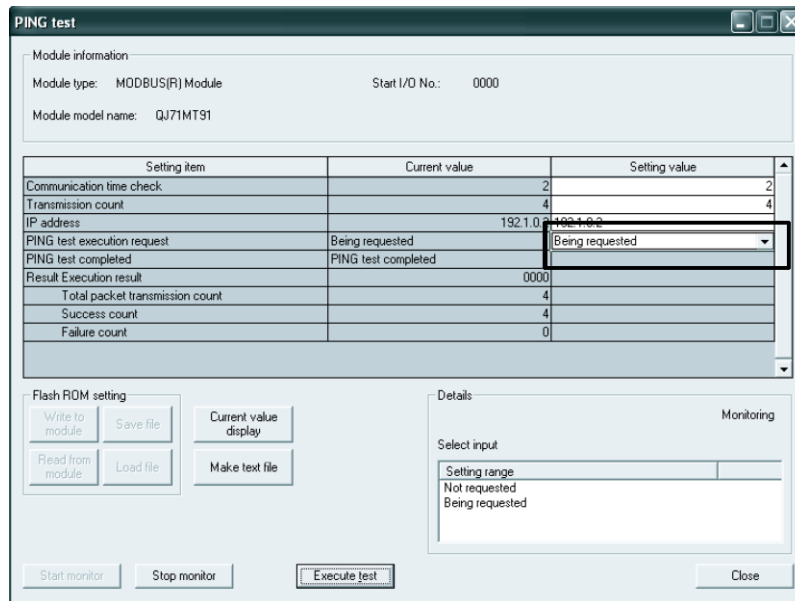 PING test
Module information
Module type: MODBUS(R) Module Start I/O No.: 0000
Module model name: QJ71MT91
Setting item Current value Setting value
Communication time check 2 2
Transmission count 4 4
IP address 192.1.0.2 192.1.0.2
PING test execution request Being requested Being requested
PING test completed PING test completed
Result Execution result 0000
Total packet transmission count 4
Success count 4
Failure count 0
Flash ROM setting
Write to module Save file Current value display
Read from module Load file Make text file
Details
Monitoring
Select input
Setting range
Not requested
Being requested
Start monitor Stop monitor Execute test Close